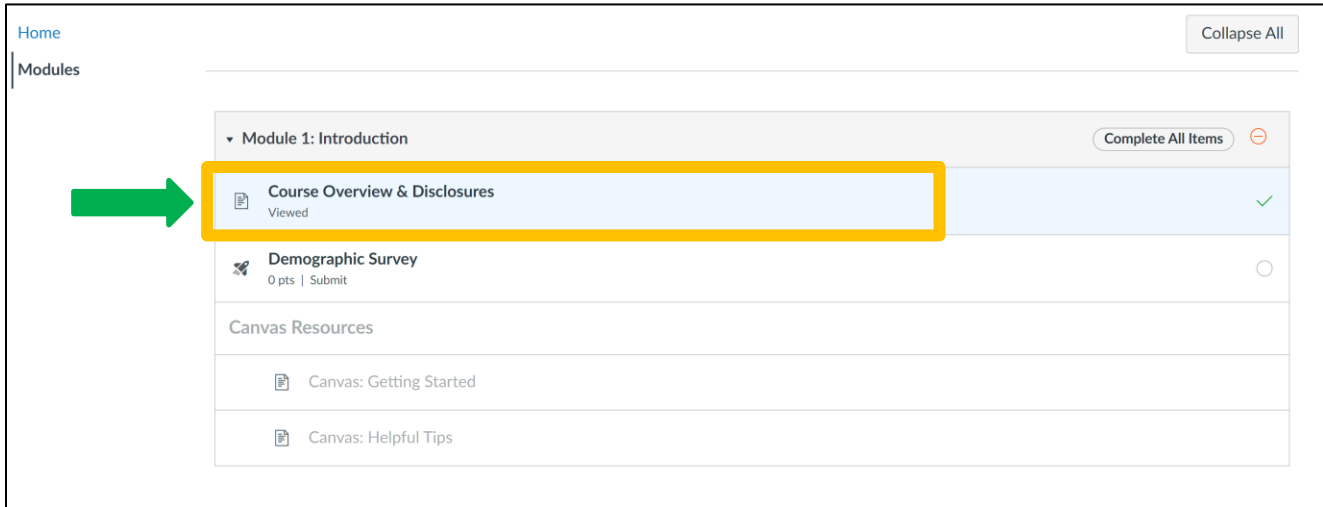 Home
Collapse All
Modules
Module 1: Introduction
Complete All Items
Course Overview & Disclosures
Viewed
Demographic Survey
0 pts | Submit
Canvas Resources
Canvas: Getting Started
Canvas: Helpful Tips